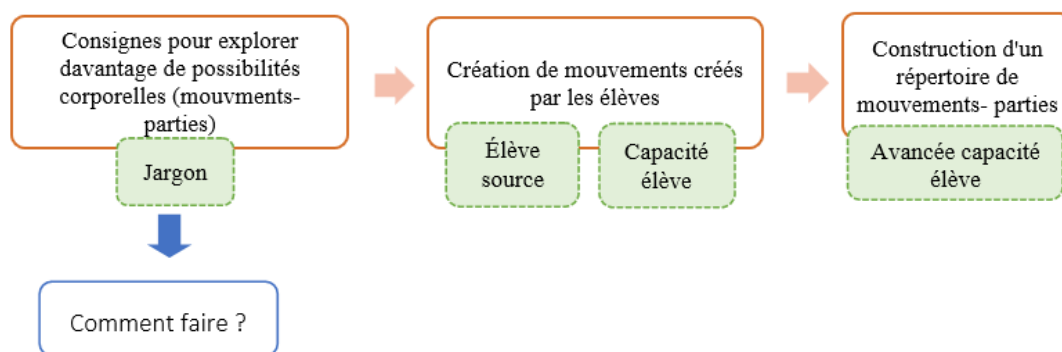 Consignes pour explorer
davantage de possibilités
corporelles (mouvments-
parties)
Jargon
Comment faire ?
Création de mouvements créés
par les élèves
Élève
source
Capacité
élève
Construction d'un
répertoire de
mouvements- parties
Avancée capacité
élève